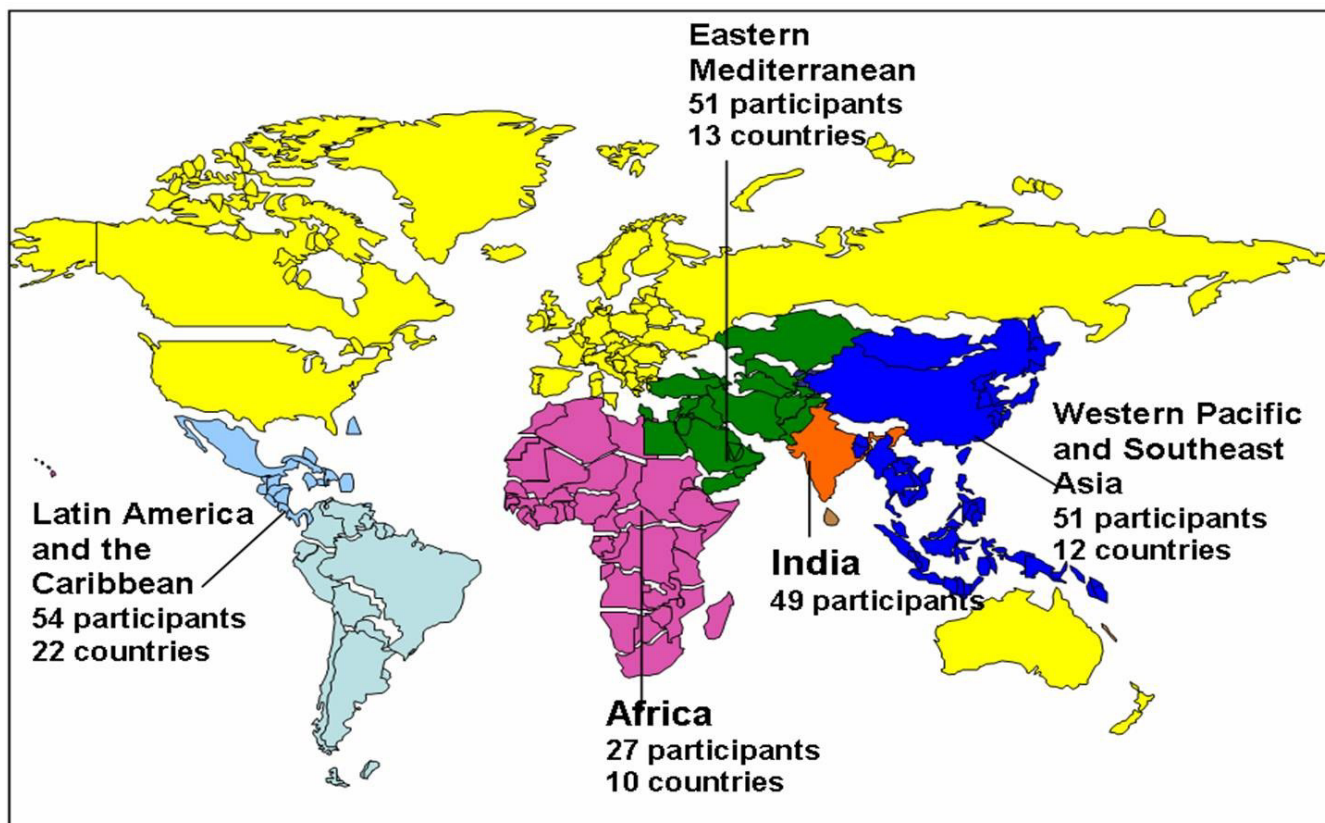 Eastern
Mediterranean
51 participants
13 countries
Western Pacific
and Southeast
Asia
51 participants
12 countries
Latin America
and the
Caribbean
54 participants
22 countries
India
49 participants
Africa
27 participants
10 countries